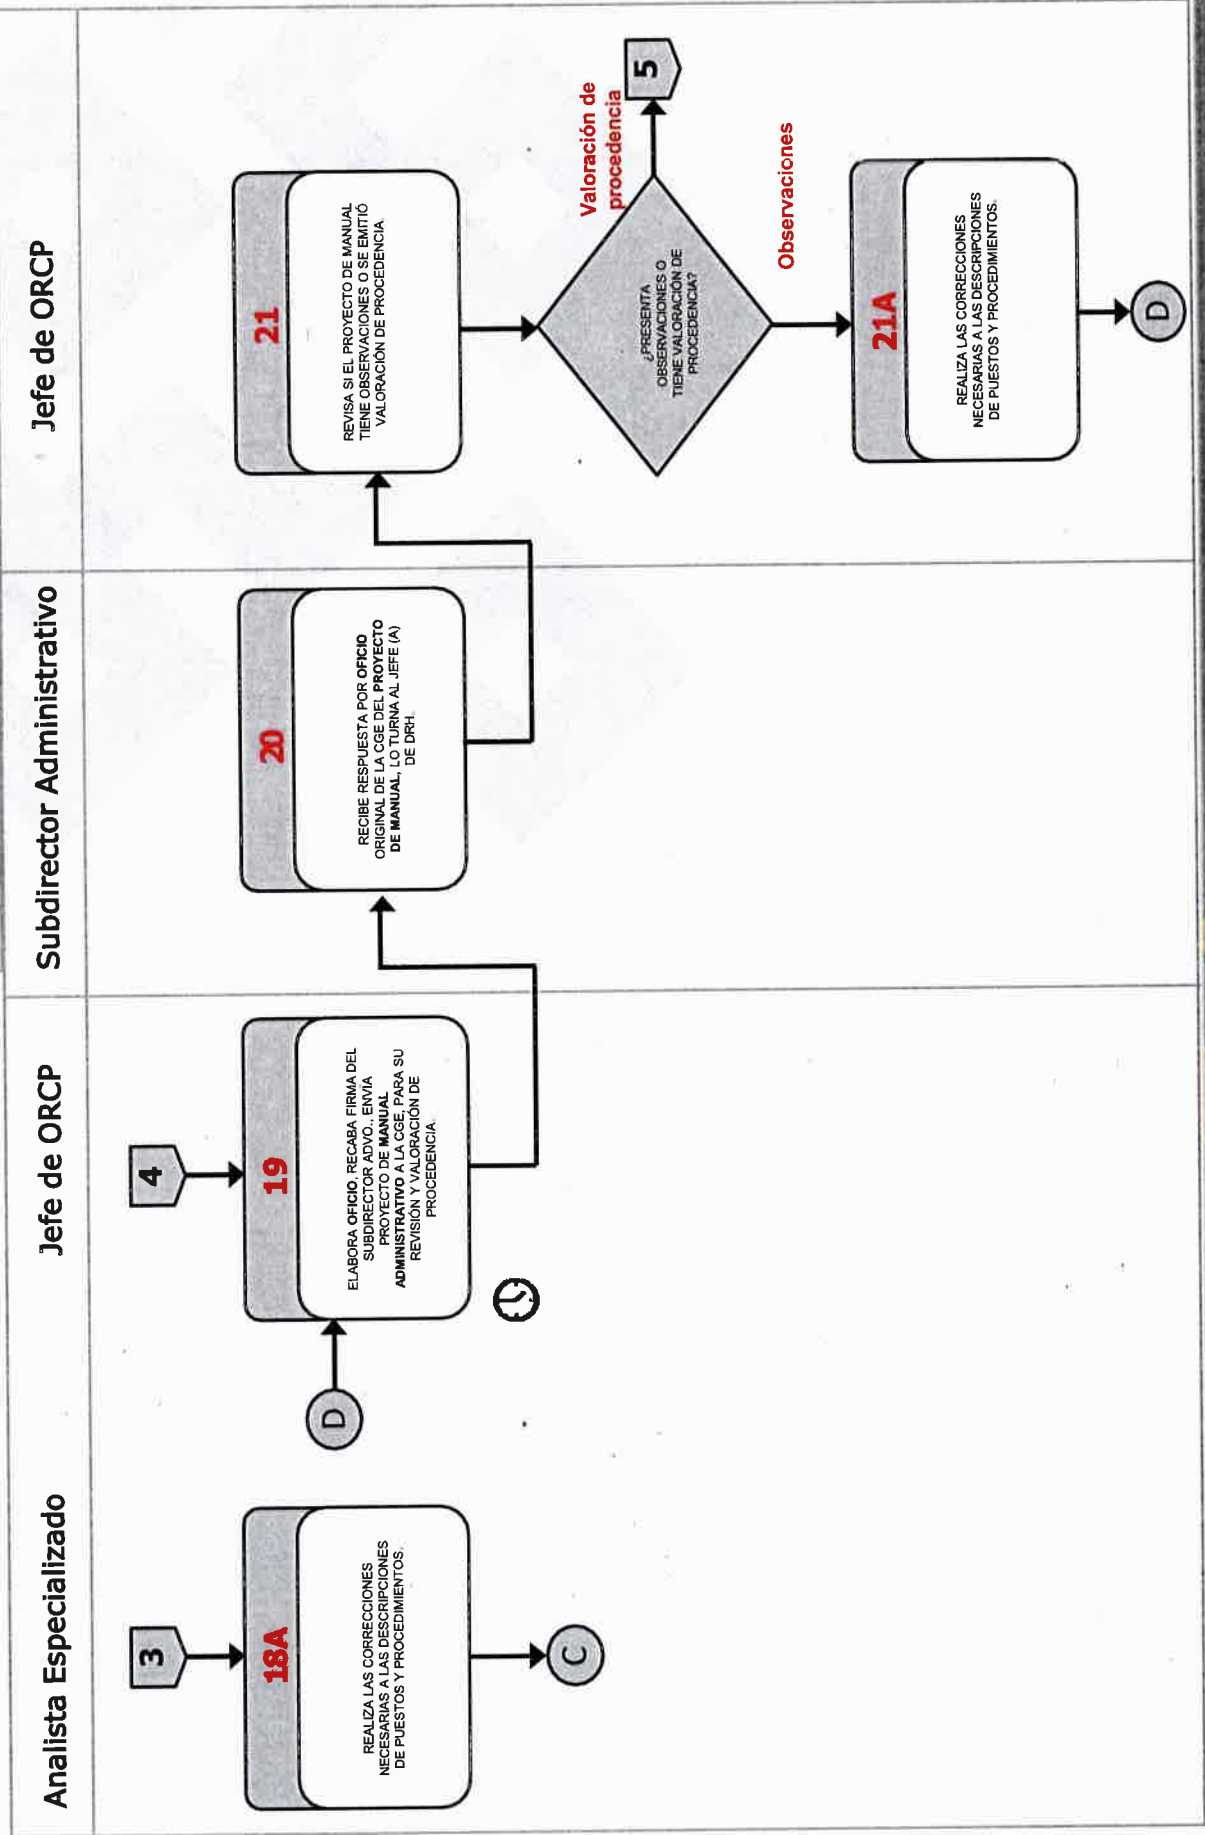 Analista Especializado
Jefe de ORCP
Subdirector Administrativo
Jefe de ORCP
3
18A
REALIZA LAS CORRECCIONES
NECESARIAS A LAS DESCRIPCIONES
DE PUESTOS Y PROCEDIMIENTOS.
C
4
D
19
ELABORA OFICIO, RECABA FIRMA DEL
SUBDIRECTOR ADVO., ENVÍA
PROYECTO DE MANUAL
ADMINISTRATIVO A LA CGE, PARA SU
REVISIÓN Y VALORACIÓN DE
PROCEDENCIA.
20
RECIBE RESPUESTA POR OFICIO
ORIGINAL DE LA CGE DEL PROYECTO
DE MANUAL, LO TURNA AL JEFE (A)
DE DRH.
21
REVISA SI EL PROYECTO DE MANUAL
TIENE OBSERVACIONES O SE EMITIÓ
VALORACIÓN DE PROCEDENCIA.
¿PRESENTA
OBSERVACIONES O
TIENE VALORACIÓN DE
PROCEDENCIA?
Valoración de
procedencia
5
Observaciones
21A
REALIZA LAS CORRECCIONES
NECESARIAS A LAS DESCRIPCIONES
DE PUESTOS Y PROCEDIMIENTOS.
D